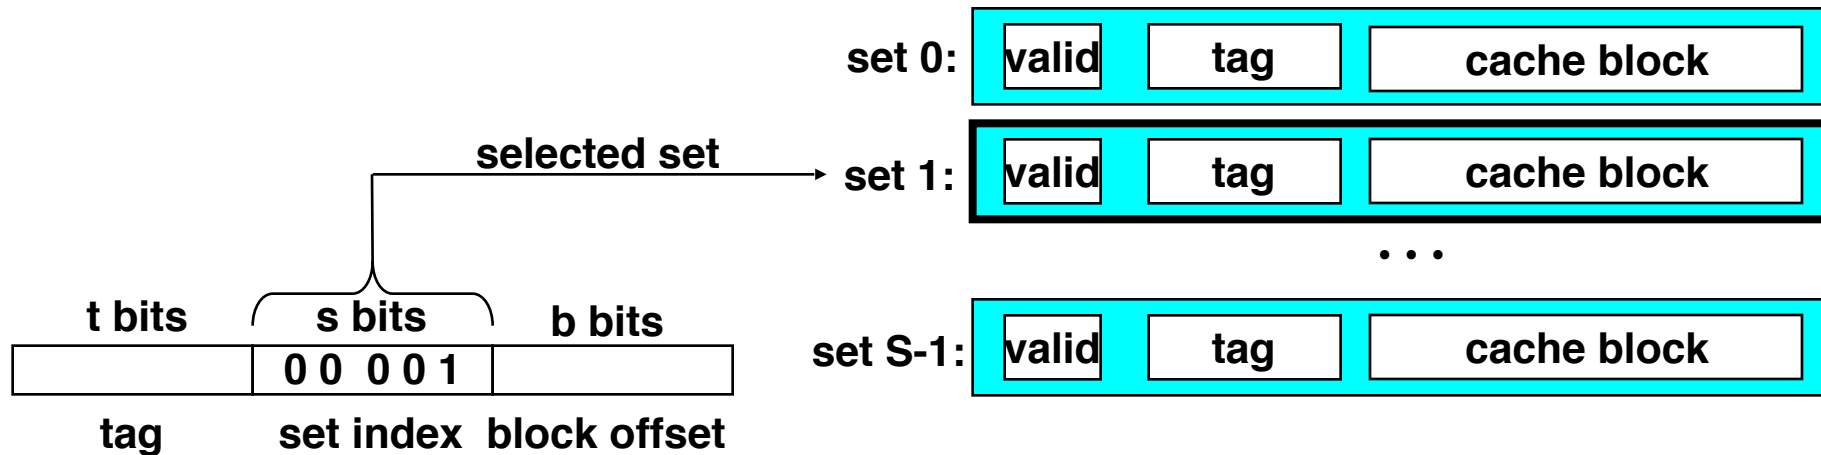 set 0: valid tag cache block
selected set
set 1: valid tag cache block
• • •
t bits s bits b bits
set S-1: valid tag cache block
0 0 0 0 1
tag set index block offset